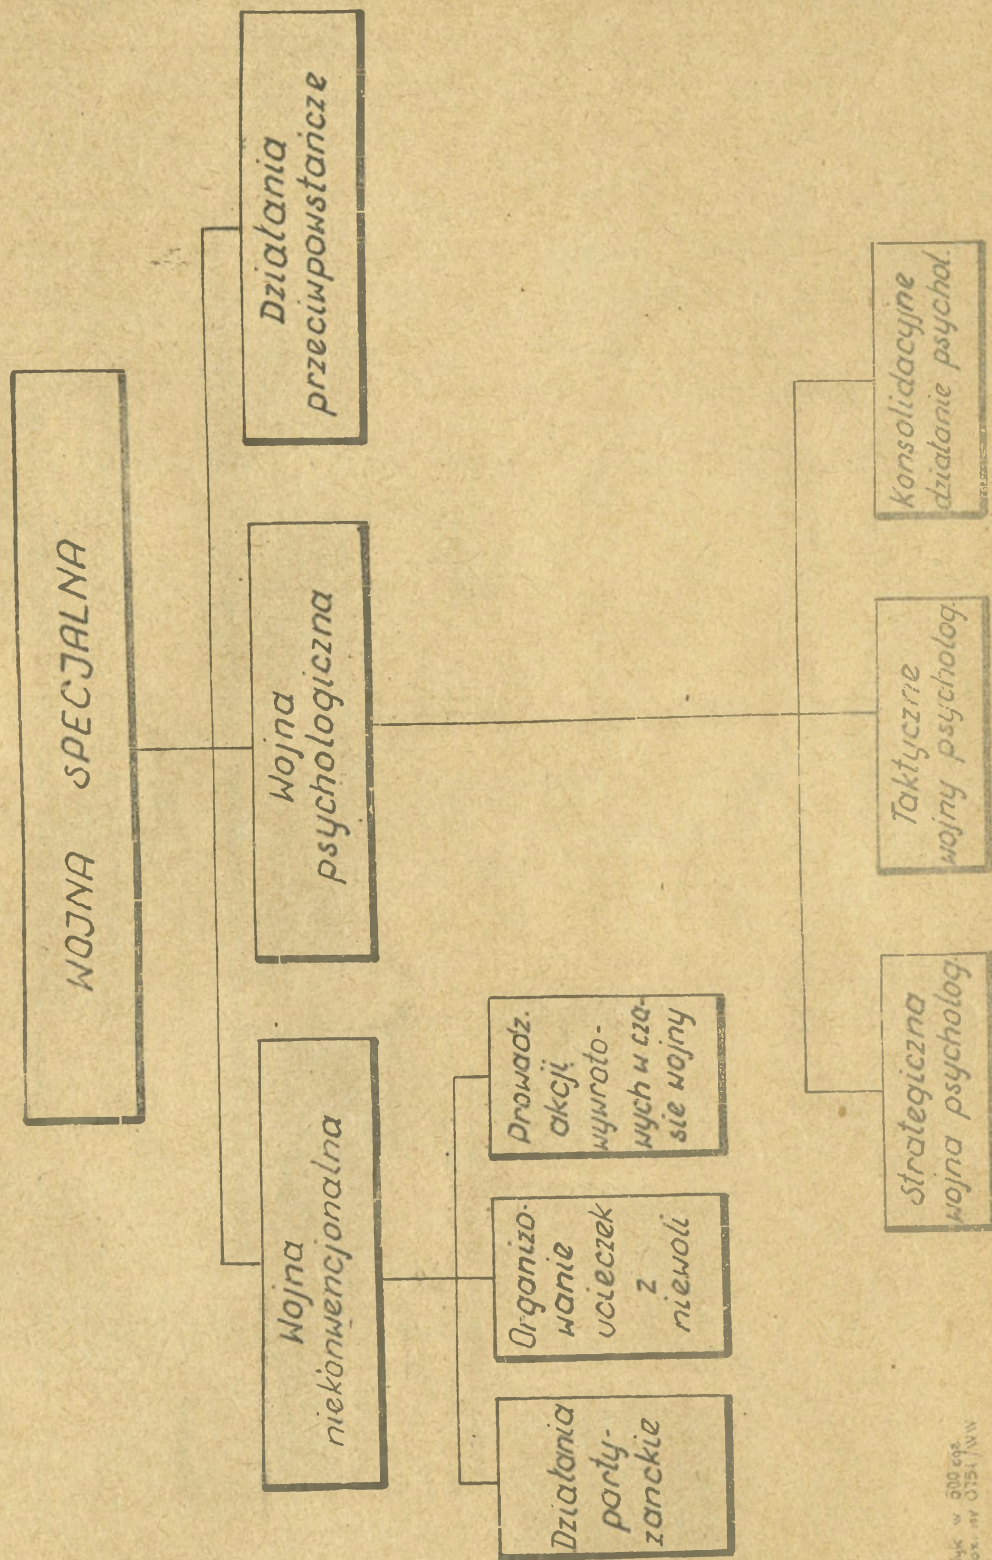 WOJNA SPECJALNA
Wojna
niekonwencjonalna
Wojna
psychologiczna
Działania
przeciwpowstańcze
Działania
party-
zanckie
Organizo-
wanie
ucieczek
z
niewoli
Prowadz.
akcji
wywroto-
wych w cza-
sie wojny
Strategiczna
wojna psycholog.
Taktyczne
wojny psycholog.
Konsolidacyjne
działanie psychol.